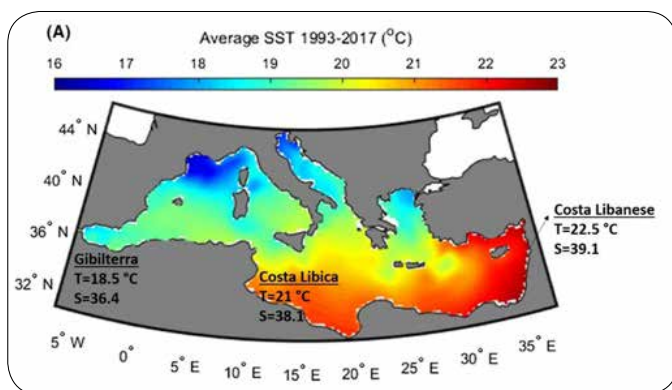 (A)
Average SST 1993-2017 (°C)
16 17 18 19 20 21 22 23
44° N
40° N
36° N
32° N
Gibilterra
T=18.5 °C
S=36.4
Costa Libica
T=21 °C
S=38.1
Costa Libanese
T=22.5 °C
S=39.1
5° W 0° 5° E 10° E 15° E 20° E 25° E 30° E 35° E